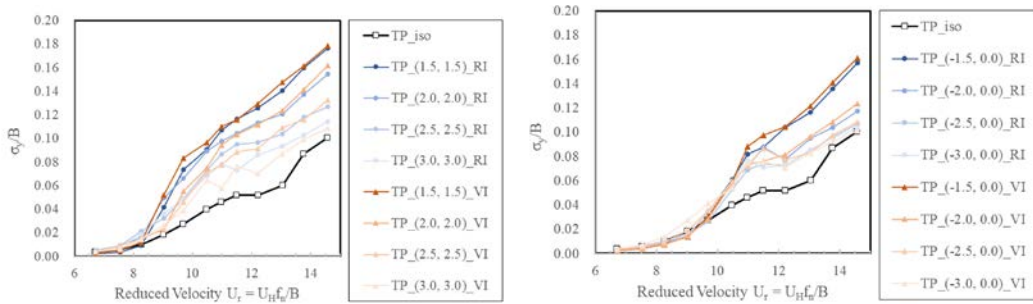 0.20
0.18
0.16
0.14
0.12
0.10
0.08
0.06
0.04
0.02
0.00
σy/B
6
8
10
12
14
Reduced Velocity Ur = UHfn/B
TP_iso
TP_(1.5, 1.5)_RI
TP_(2.0, 2.0)_RI
TP_(2.5, 2.5)_RI
TP_(3.0, 3.0)_RI
TP_(1.5, 1.5)_VI
TP_(2.0, 2.0)_VI
TP_(2.5, 2.5)_VI
TP_(3.0, 3.0)_VI
0.20
0.18
0.16
0.14
0.12
0.10
0.08
0.06
0.04
0.02
0.00
σy/B
6
8
10
12
14
Reduced Velocity Ur = UHfn/B
TP_iso
TP_(-1.5, 0.0)_RI
TP_(-2.0, 0.0)_RI
TP_(-2.5, 0.0)_RI
TP_(-3.0, 0.0)_RI
TP_(-1.5, 0.0)_VI
TP_(-2.0, 0.0)_VI
TP_(-2.5, 0.0)_VI
TP_(-3.0, 0.0)_VI